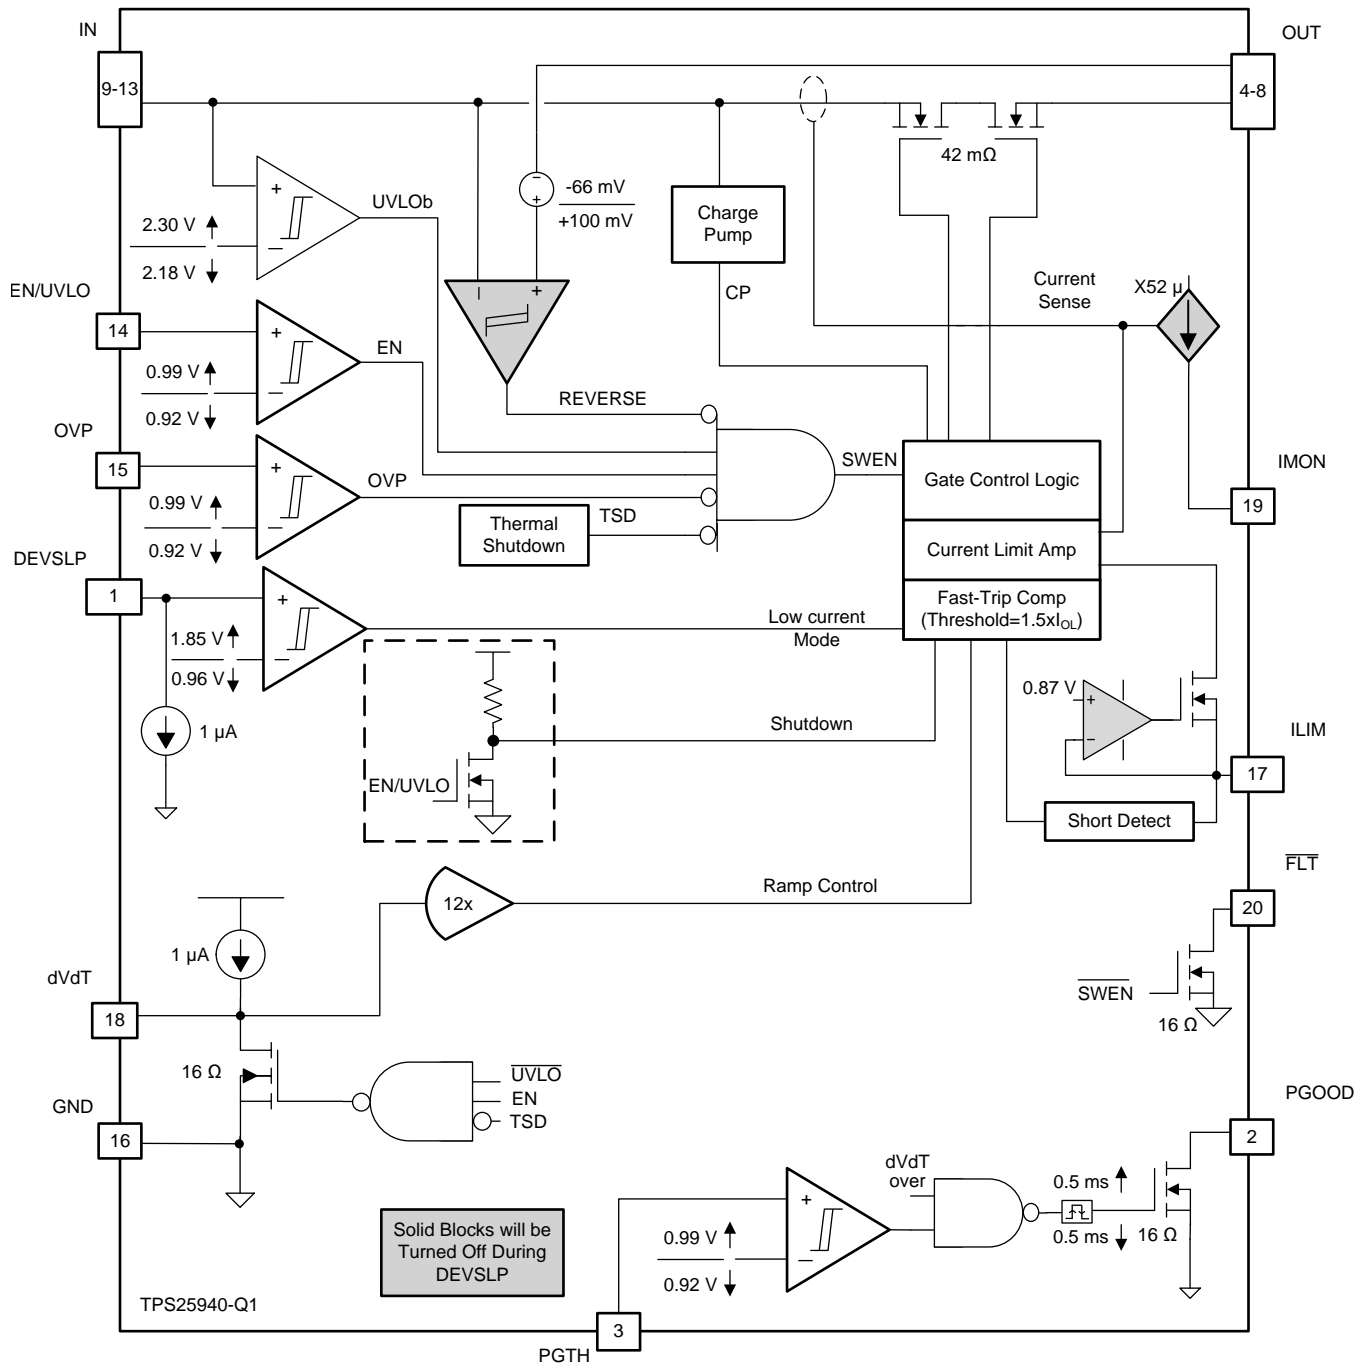 IN
OUT
9-13
4-8
42 mΩ
+
−
2.30 V
2.18 V
UVLOb
−
+
-66 mV
+100 mV
Charge
Pump
CP
Current
Sense
X52 µ
EN/UVLO
14
+
−
0.99 V
0.92 V
EN
−
+
REVERSE
OVP
15
+
−
0.99 V
0.92 V
OVP
Thermal
Shutdown
TSD
SWEN
Gate Control Logic
Current Limit Amp
Fast-Trip Comp
(Threshold=1.5xIOL)
IMON
19
DEVSLP
1
+
−
1.85 V
0.96 V
Low current
Mode
1 µA
EN/UVLO
Shutdown
0.87 V
+
−
ILIM
17
Short Detect
FLT
20
SWEN
16 Ω
Ramp Control
12x
1 µA
dVdT
18
16 Ω
UVLO
EN
TSD
GND
16
PGOOD
2
dVdT
over
0.5 ms
0.5 ms
16 Ω
+
−
0.99 V
0.92 V
Solid Blocks will be
Turned Off During
DEVSLP
TPS25940-Q1
3
PGTH